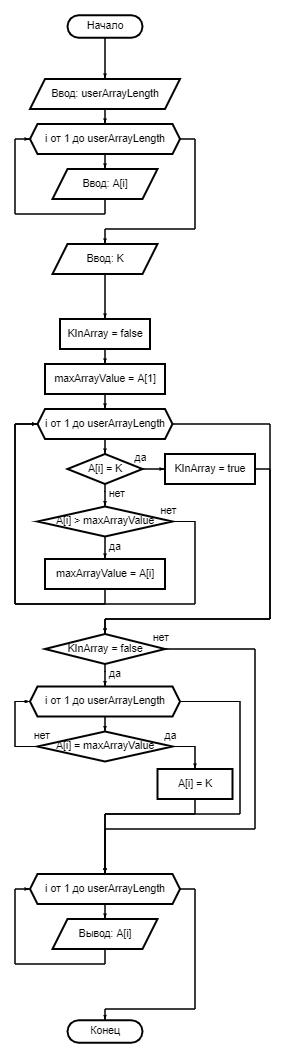 Начало
Ввод: userArrayLength
i от 1 до userArrayLength
Ввод: A[i]
Ввод: K
KInArray = false
maxArrayValue = A[1]
i от 1 до userArrayLength
да
A[i] = K
KInArray = true
нет
нет
A[i] > maxArrayValue
да
maxArrayValue = A[i]
нет
KInArray = false
да
i от 1 до userArrayLength
нет
да
A[i] = maxArrayValue
A[i] = K
i от 1 до userArrayLength
Вывод: A[i]
Конец